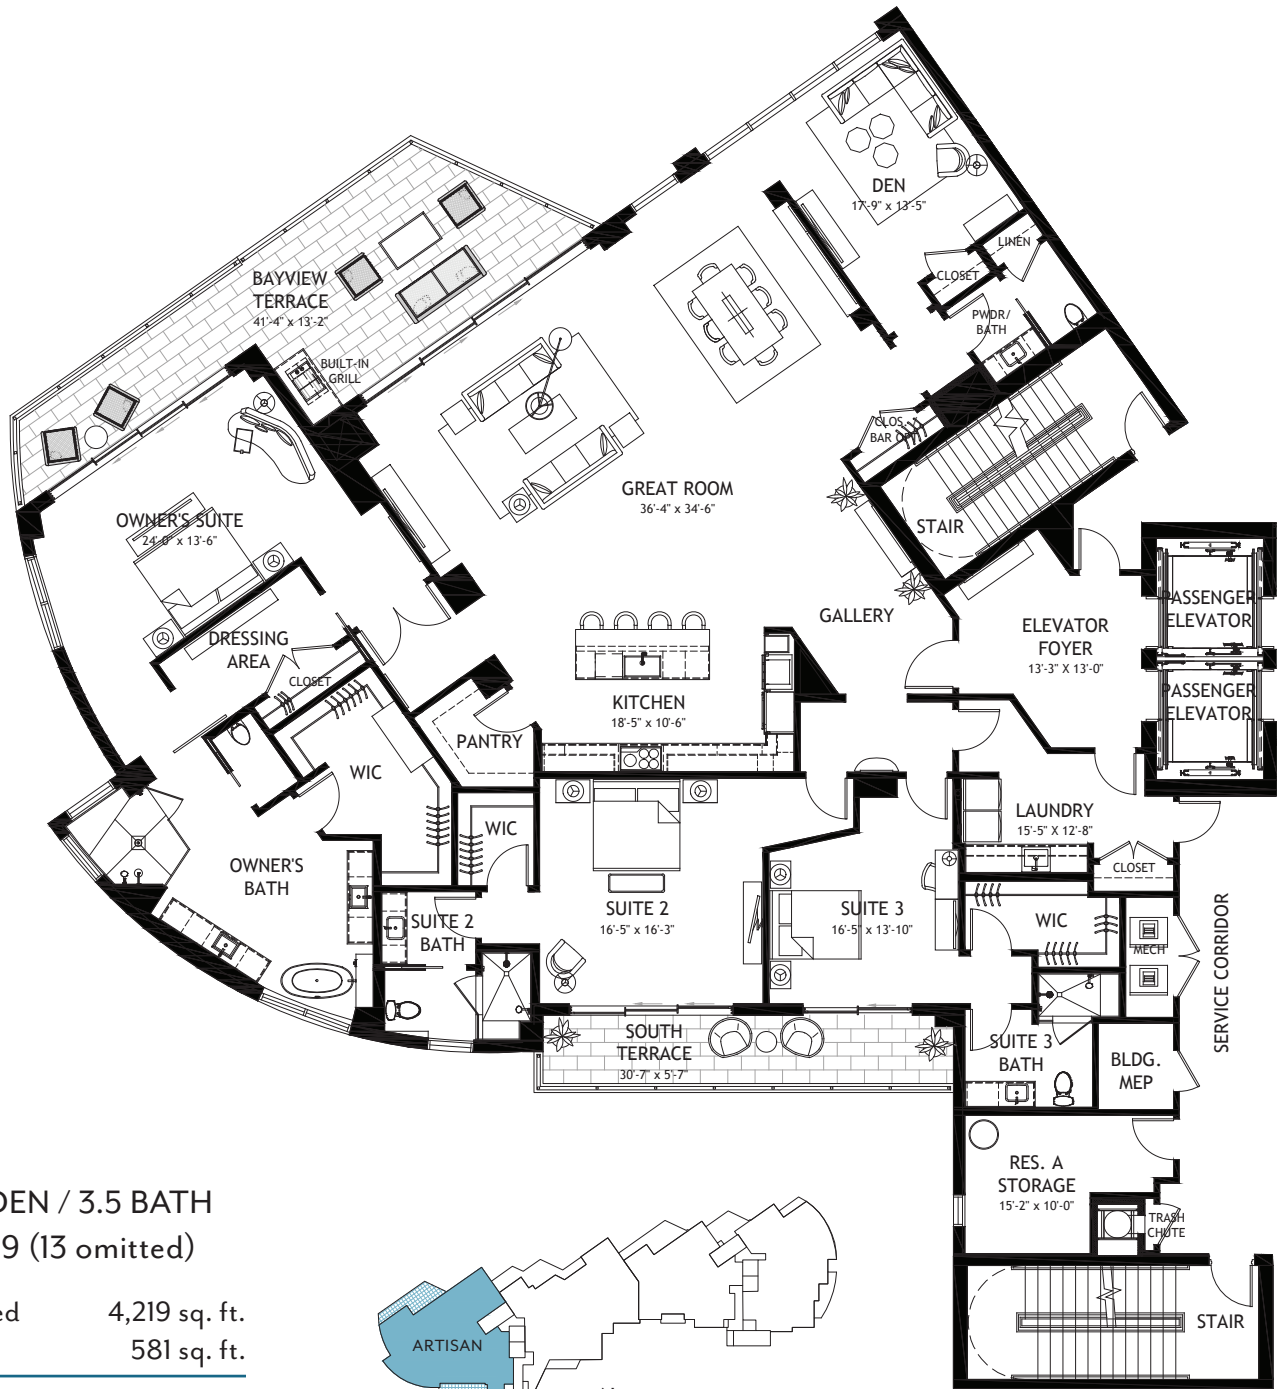 DEN
17'-9" x 13'-5"
LINEN
CLOSET
PWDR/
BATH
BAYVIEW
TERRACE
41'-4" x 13'-2"
BUILT-IN
GRILL
CLOS.
BAR OPT
GREAT ROOM
36'-4" x 34'-6"
OWNER'S SUITE
24'-0" x 13'-6"
STAIR
GALLERY
ELEVATOR
FOYER
13'-3" X 13'-0"
PASSENGER
ELEVATOR
PASSENGER
ELEVATOR
DRESSING
AREA
CLOSET
KITCHEN
18'-5" x 10'-6"
PANTRY
WIC
WIC
LAUNDRY
15'-5" X 12'-8"
CLOSET
OWNER'S
BATH
SUITE 2
BATH
SUITE 2
16'-5" x 16'-3"
SUITE 3
16'-5" x 13'-10"
WIC
MECH
SERVICE CORRIDOR
SOUTH
TERRACE
30'-7" x 5'-7"
SUITE 3
BATH
BLDG.
MEP
RES. A
STORAGE
15'-2" x 10'-0"
TRASH
CHUTE
STAIR
DEN / 3.5 BATH
9 (13 omitted)
4,219 sq. ft.
581 sq. ft.
ARTISAN